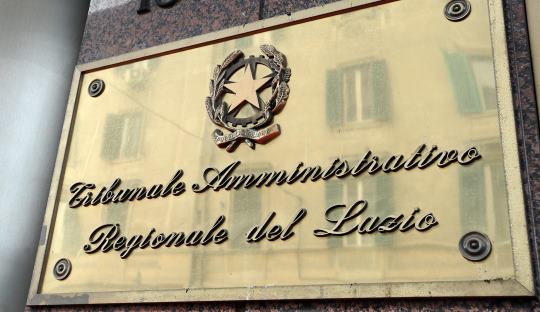 Tribunale Amministrativo
Regionale del Lazio